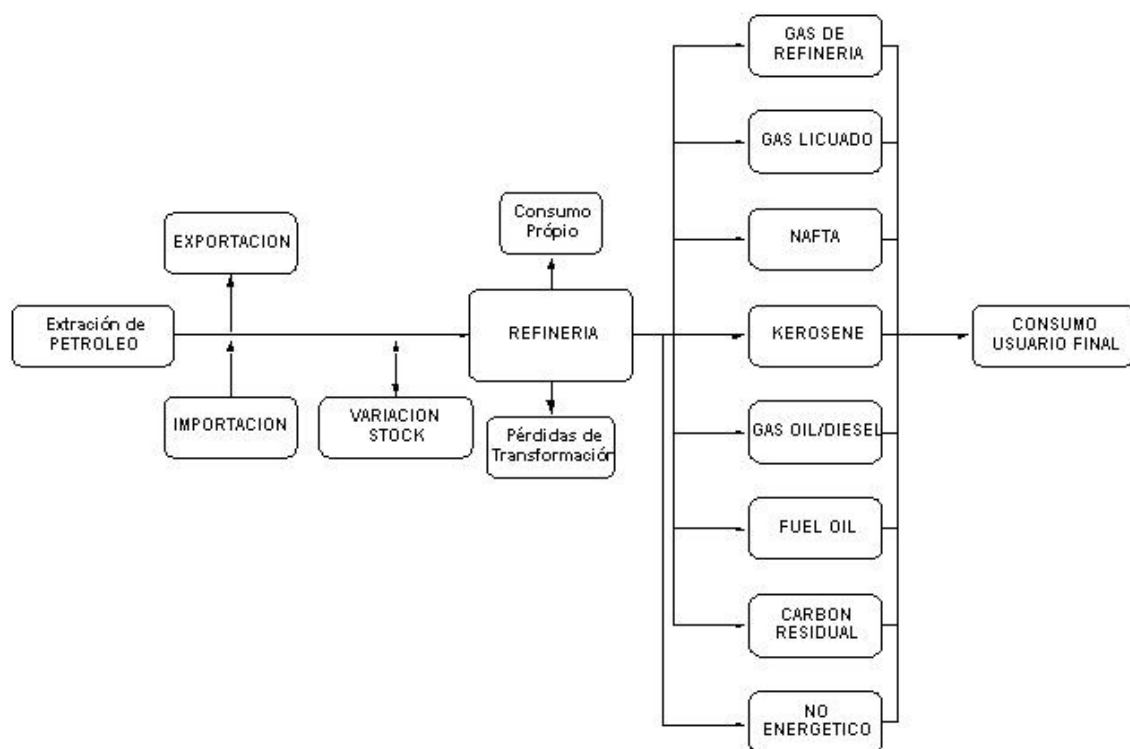 GAS DE
REFINERIA
GAS LICUADO
Consumo
Própio
EXPORTACION
NAFTA
Extración de
PETROLEO
REFINERIA
KEROSENE
CONSUMO
USUARIO FINAL
IMPORTACION
VARIACION
STOCK
Pérdidas de
Transformación
GAS OIL/DIESEL
FUEL OIL
CARBON
RESIDUAL
NO
ENERGETICO